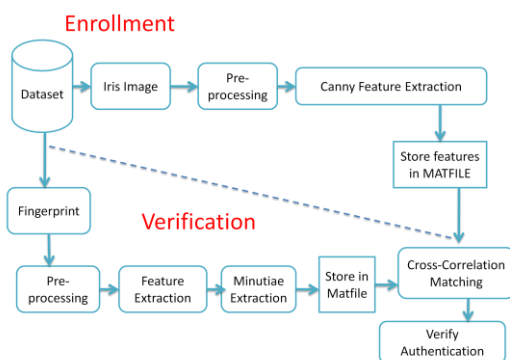 Enrollment
Dataset
Iris Image
Pre-
processing
Canny Feature Extraction
Store features
in MATFILE
Fingerprint
Verification
Pre-
processing
Feature
Extraction
Minutiae
Extraction
Store in
Matfile
Cross-Correlation
Matching
Verify
Authentication